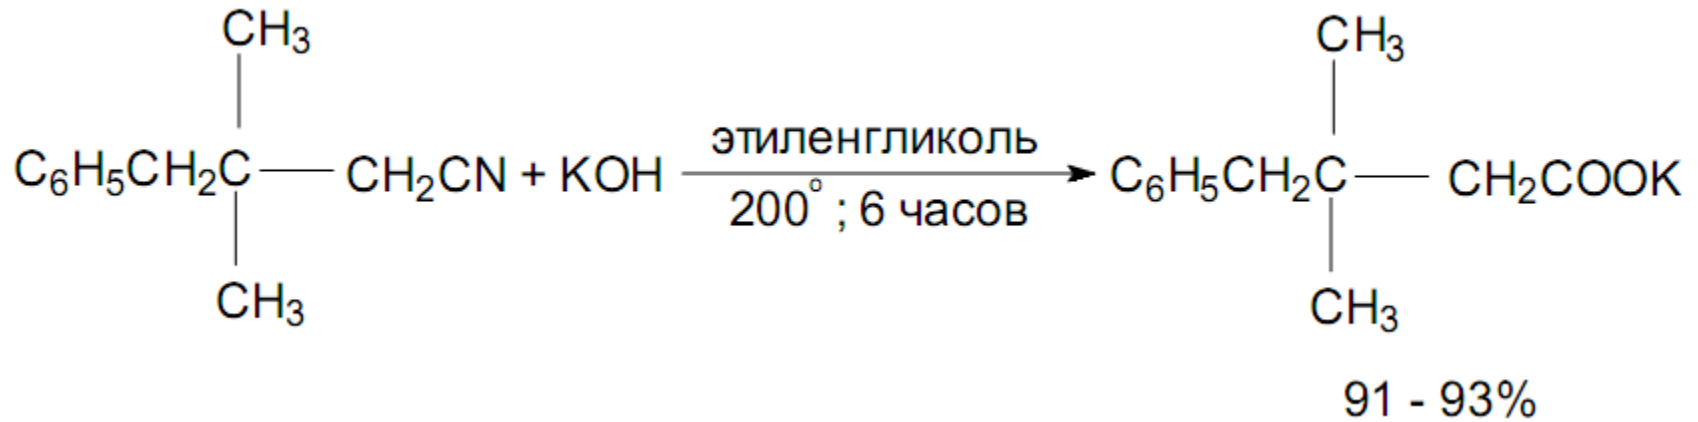 CH3 CH3
C6H5CH2C — CH2CN + KOH этиленгликоль C6H5CH2C — CH2COOK
200° ; 6 часов
CH3 CH3
91 - 93%